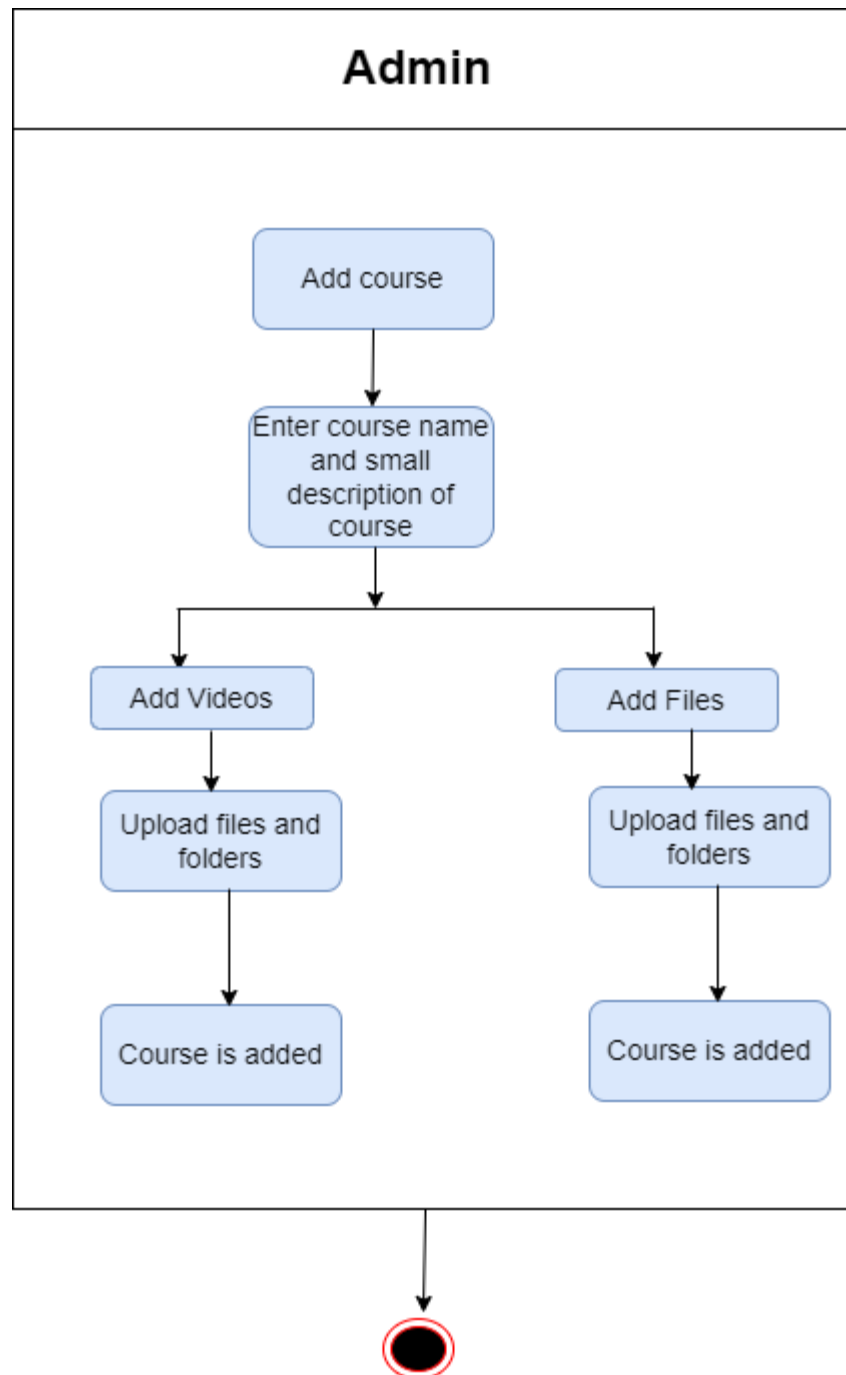 Admin
Add course
Enter course name
and small
description of
course
Add Videos
Add Files
Upload files and
folders
Upload files and
folders
Course is added
Course is added